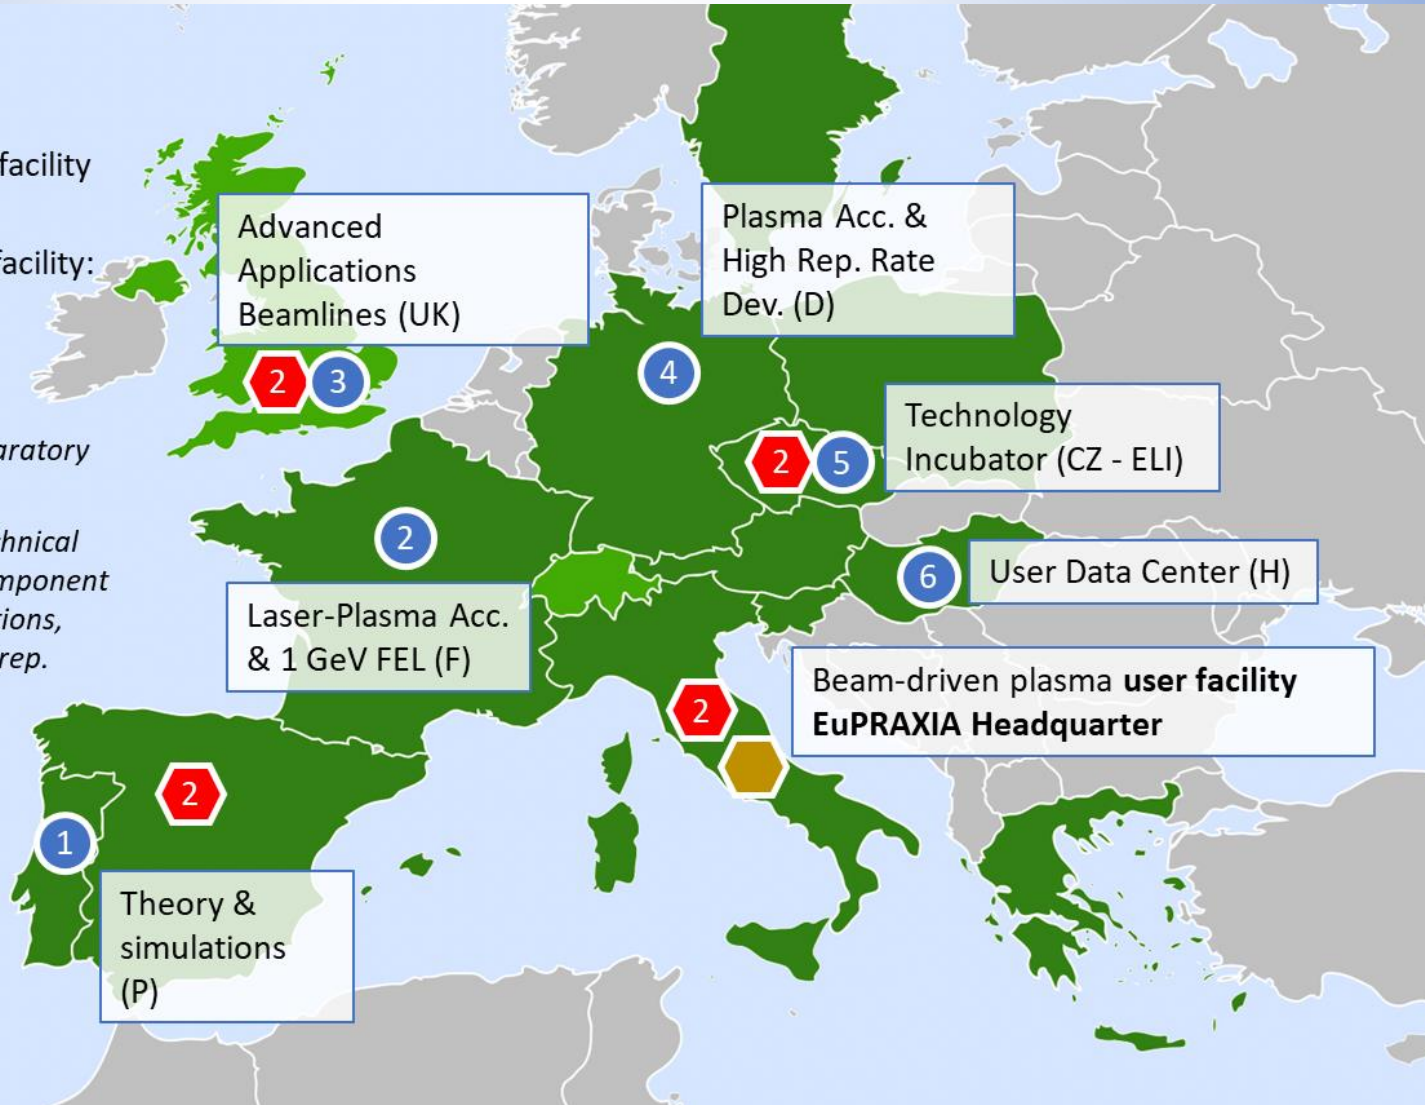 facility
facility:
Advanced
Applications
Beamlines (UK)
Plasma Acc. &
High Rep. Rate
Dev. (D)
2
3
4
Technology
Incubator (CZ - ELI)
2
5
2
6
User Data Center (H)
Laser-Plasma Acc.
& 1 GeV FEL (F)
Beam-driven plasma user facility
EuPRAXIA Headquarter
2
2
1
Theory &
simulations
(P)
aratory
chnical
mponent
tions,
rep.